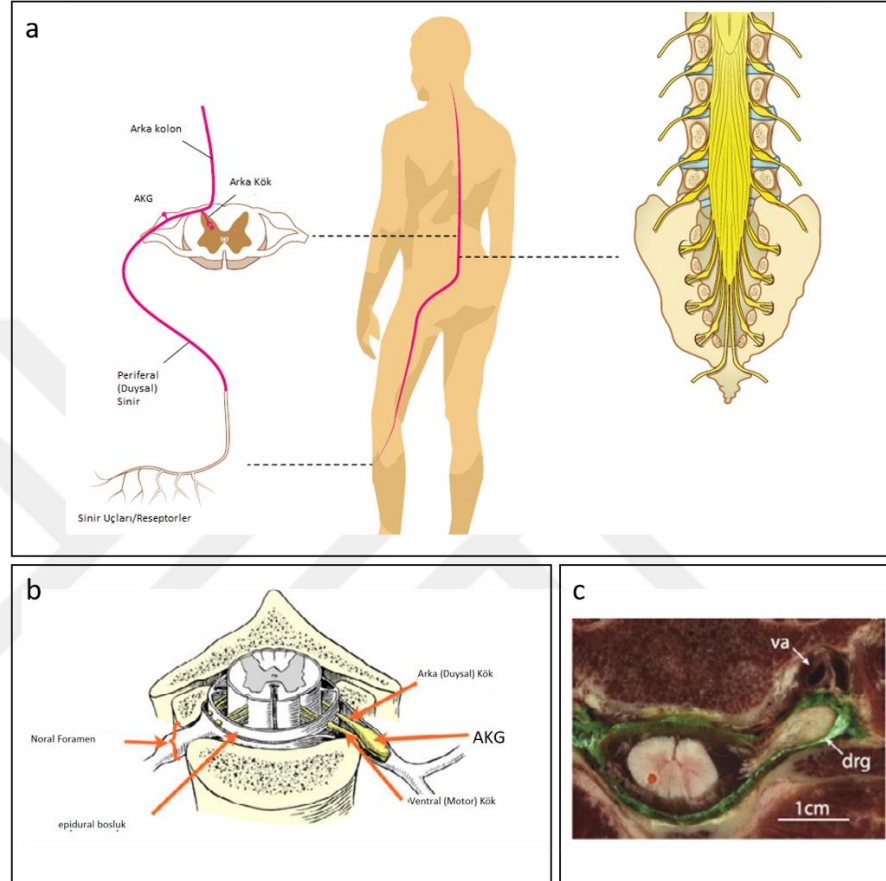 a
Arka kolon
AKG
Arka Kök
Periferal
(Duysal)
Sinir
Sinir Uçları/Reseptorler
b
Arka (Duysal) Kök
Noral Foramen
AKG
Ventral (Motor) Kök
epidural bosluk
c
va
drg
1cm